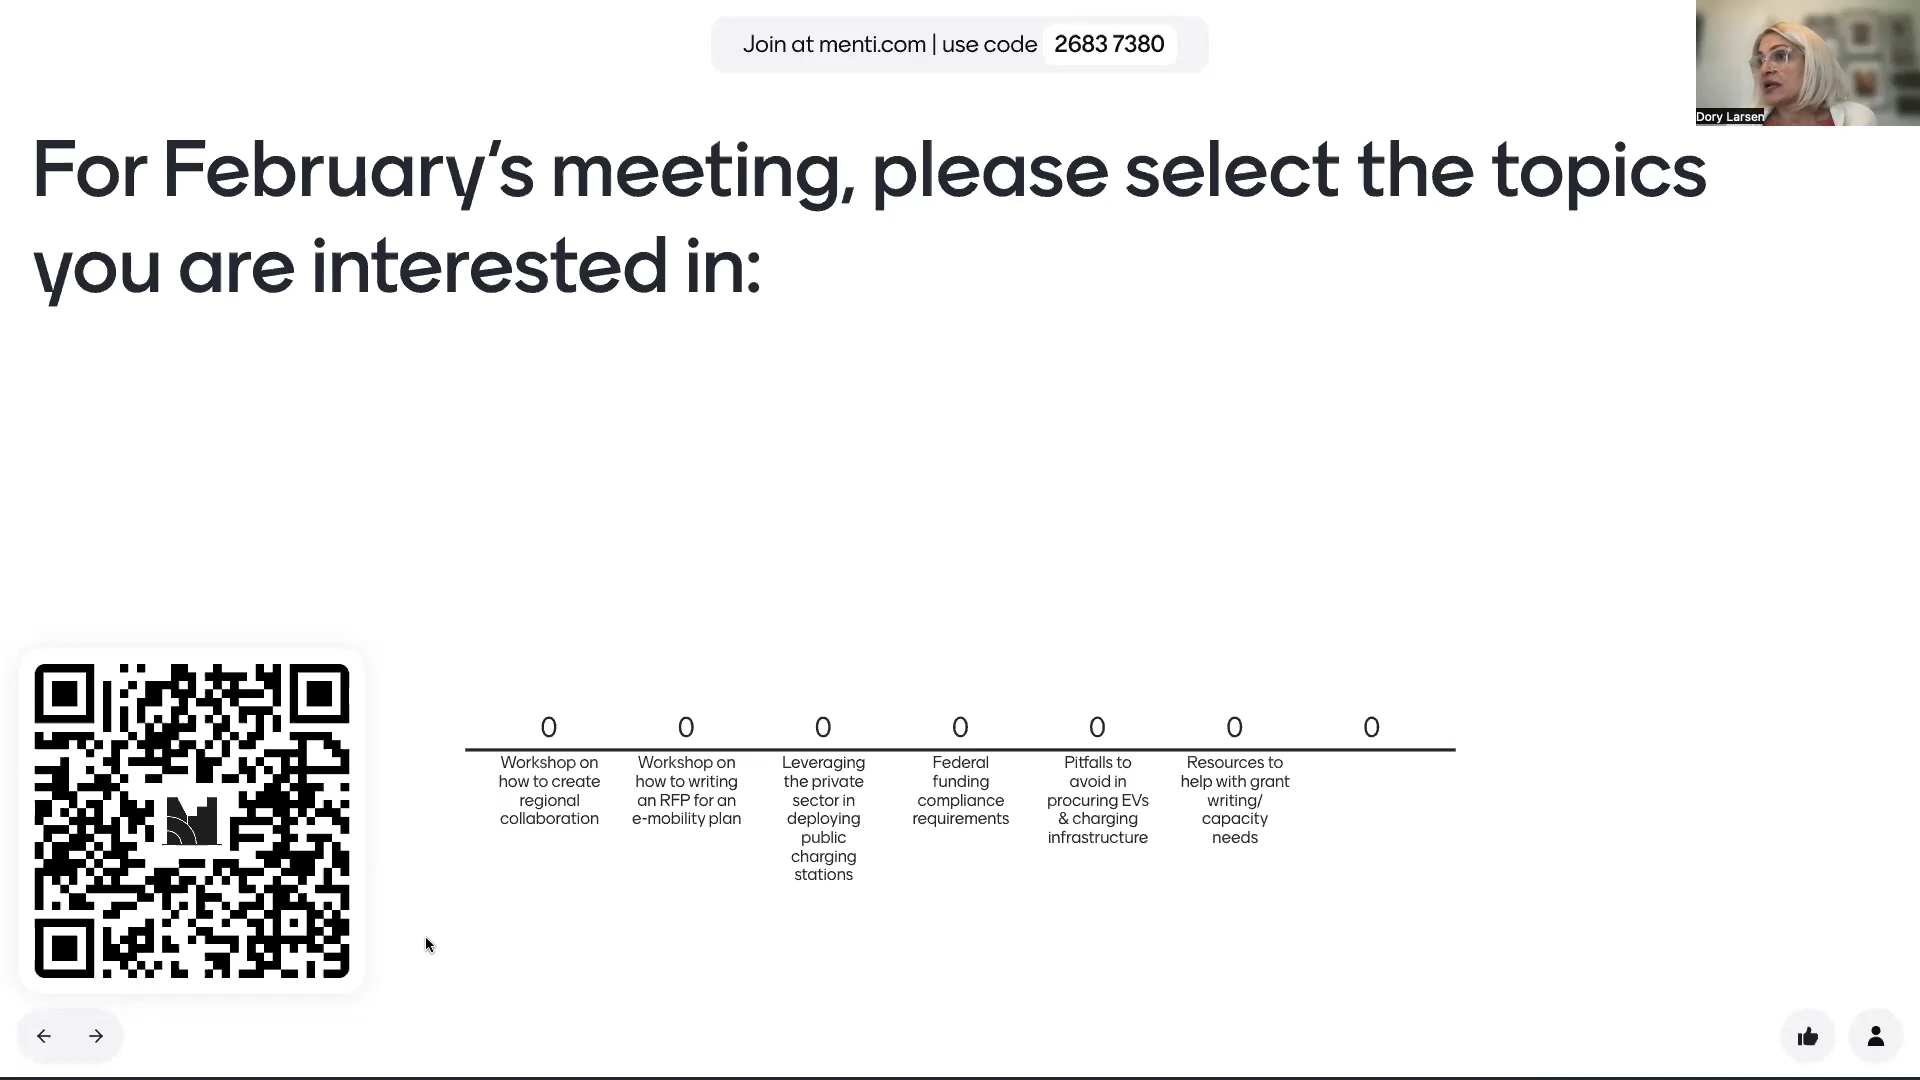 Join at menti.com | use code 2683 7380
Dory Larsen
For February's meeting, please select the topics
you are interested in:
0 0 0 0 0 0 0
Workshop on
how to create
regional
collaboration
Workshop on
how to writing
an RFP for an
e-mobility plan
Leveraging
the private
sector in
deploying
public
charging
stations
Federal
funding
compliance
requirements
Pitfalls to
avoid in
procuring EVs
& charging
infrastructure
Resources to
help with grant
writing/
capacity
needs